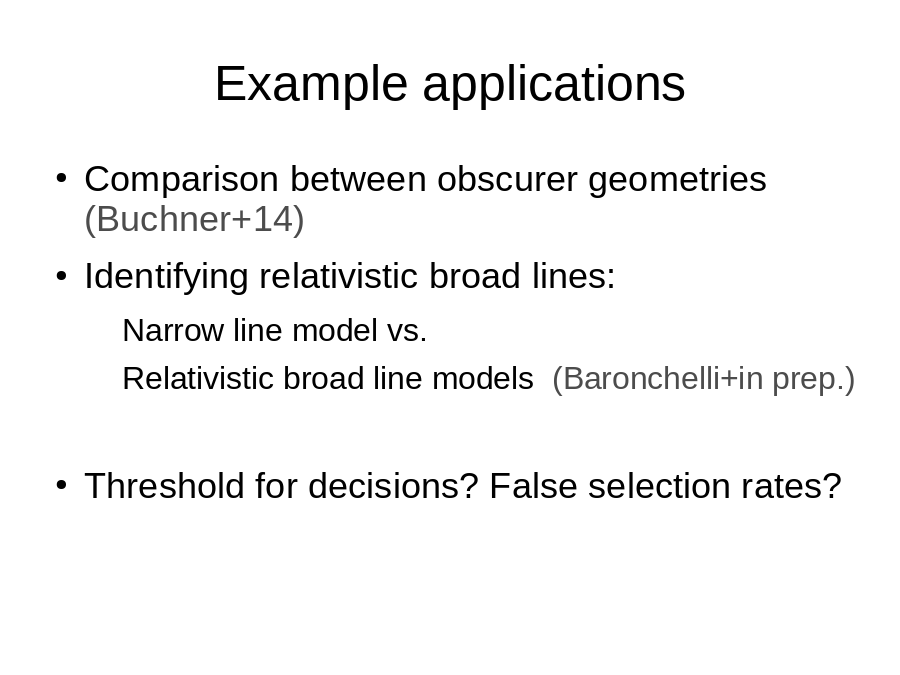 Example applications
• Comparison between obscurer geometries
(Buchner+14)
• Identifying relativistic broad lines:
Narrow line model vs.
Relativistic broad line models  (Baronchelli+in prep.)
• Threshold for decisions? False selection rates?